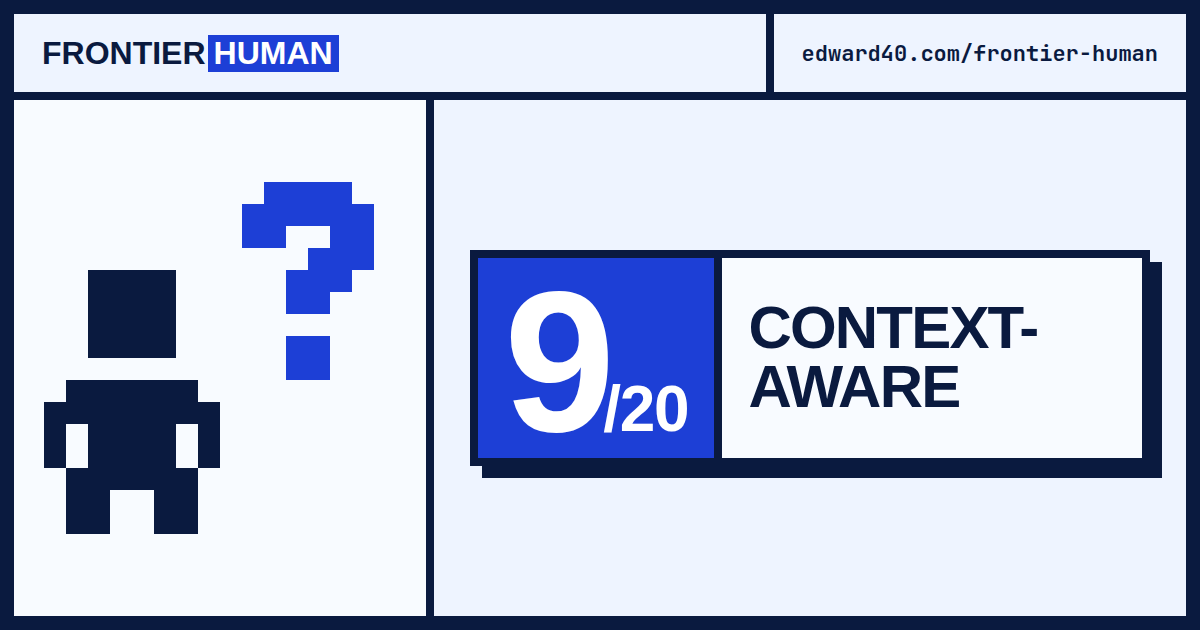 FRONTIER HUMAN
edward40.com/frontier-human
?
9/20
CONTEXT-
AWARE